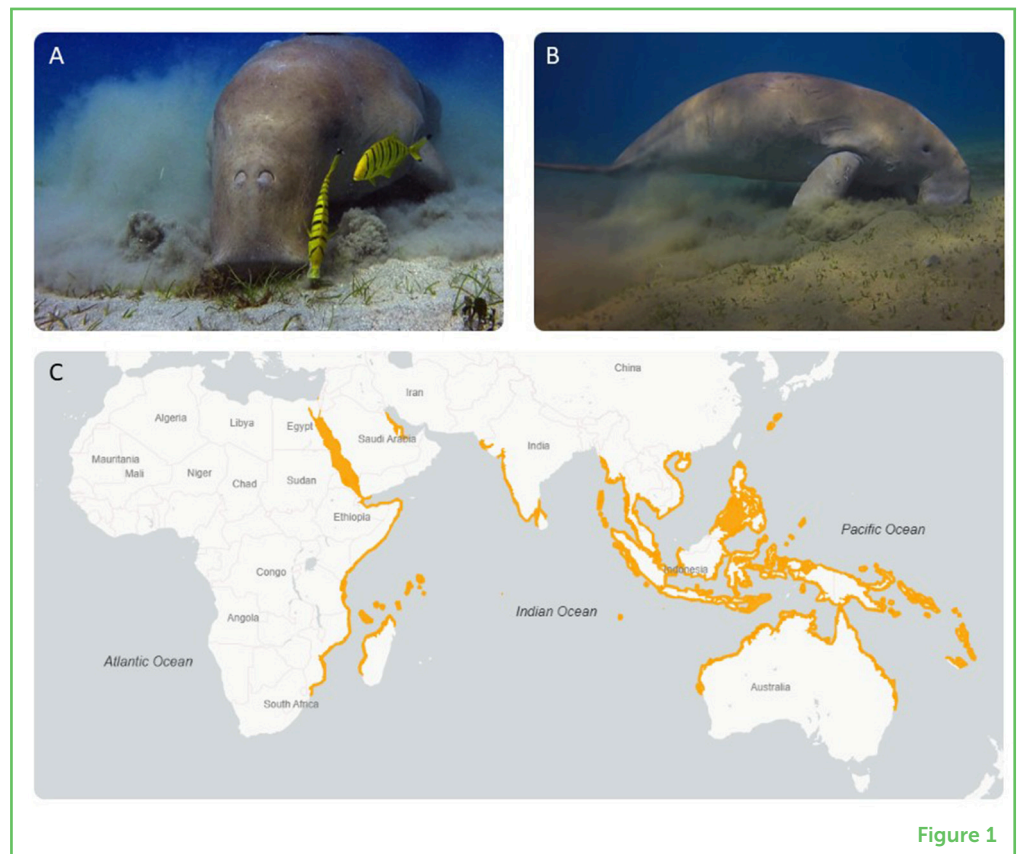 A
B
C
China
Iran
Algeria
Libya
Egypt
Saudi Arabia
India
Mauritania
Mali
Niger
Chad
Sudan
Ethiopia
Pacific Ocean
Congo
Indonesia
Indian Ocean
Angola
Atlantic Ocean
Australia
South Africa
Figure 1